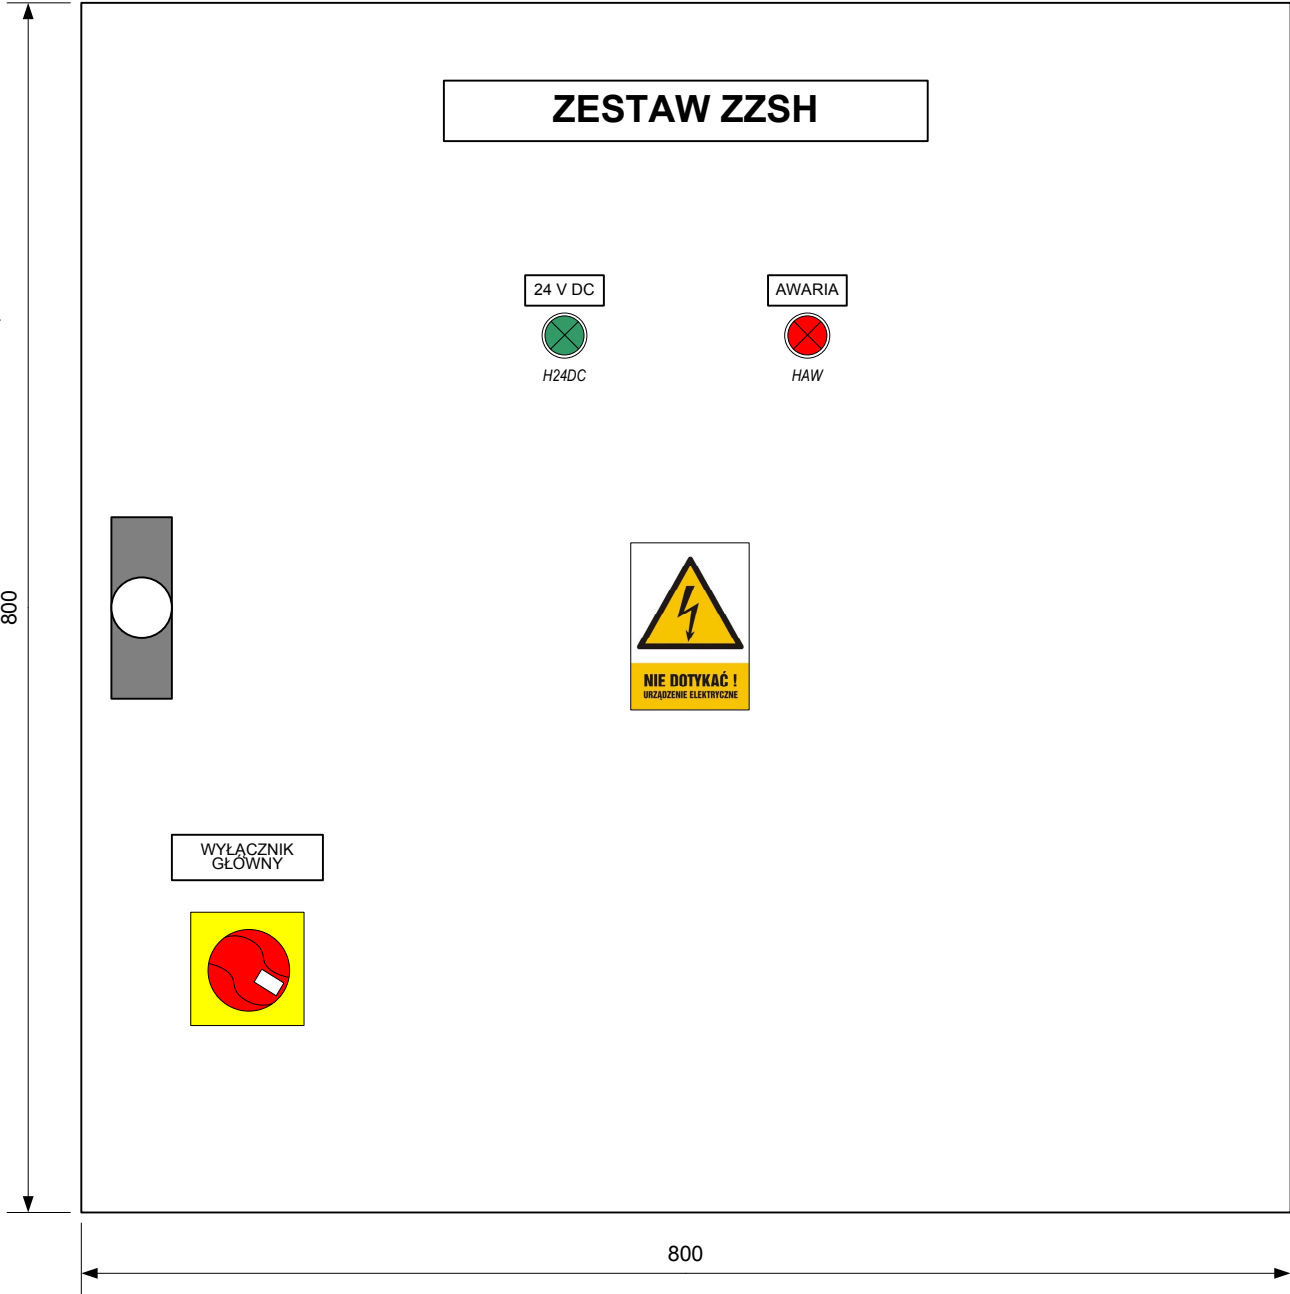 ZESTAW ZZSH
24 V DC
AWARIA
H24DC
HAW
800
NIE DOTYKAĆ !
URZĄDZENIE ELEKTRYCZNE
WYŁĄCZNIK
GŁÓWNY
800